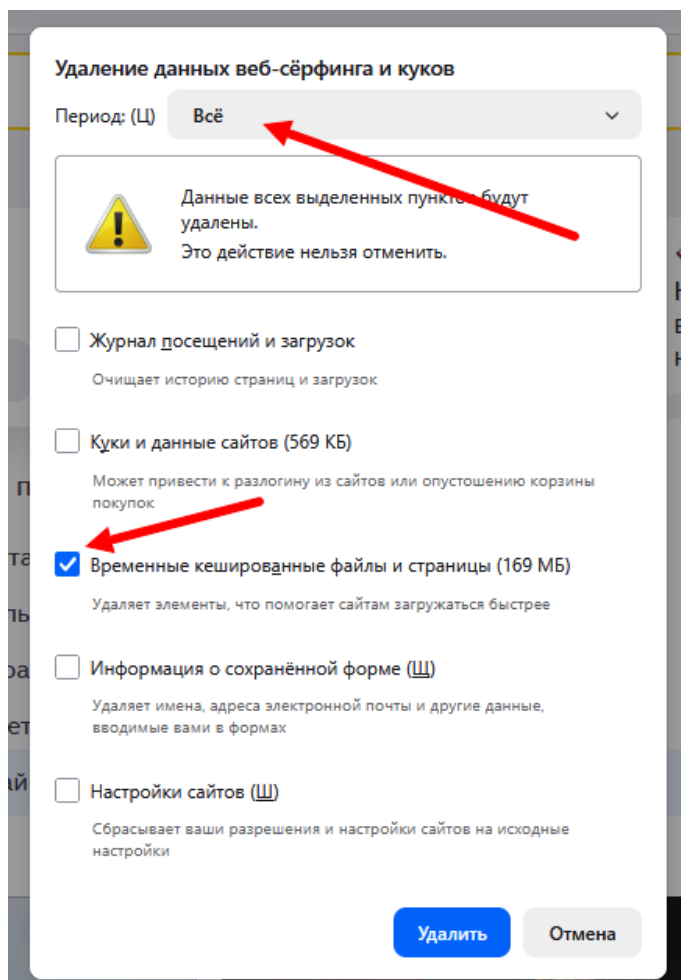 Удаление данных веб-сёрфинга и куков
Период: (Ц) Всё
Данные всех выделенных пунктов будут
удалены.
Это действие нельзя отменить.
Журнал посещений и загрузок
Очищает историю страниц и загрузок
Куки и данные сайтов (569 КБ)
Может привести к разлогину из сайтов или опустошению корзины
покупок
Временные кешированные файлы и страницы (169 МБ)
Удаляет элементы, что помогает сайтам загружаться быстрее
Информация о сохранённой форме (Щ)
Удаляет имена, адреса электронной почты и другие данные,
вводимые вами в формах
Настройки сайтов (Ш)
Сбрасывает ваши разрешения и настройки сайтов на исходные
настройки
Удалить Отмена